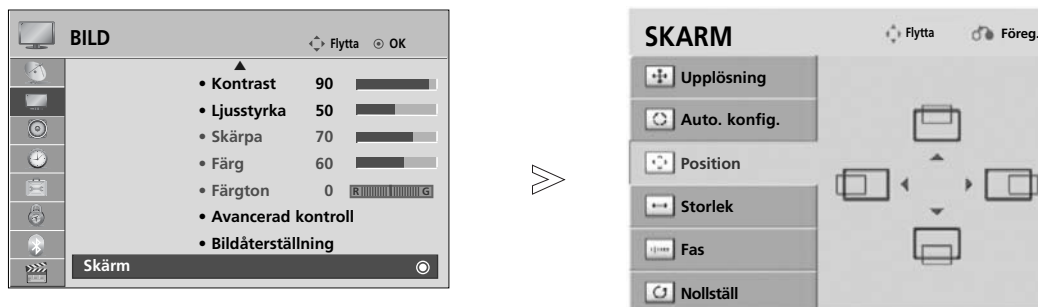 BILD
Flytta OK
• Kontrast 90
• Ljusstyrka 50
• Skärpa 70
• Färg 60
• Färgton 0 R G
• Avancerad kontroll
• Bildåterställning
Skärm
SKARM
Flytta Föreg.
Upplösning
Auto. konfig.
Position
Storlek
Fas
Nollställ